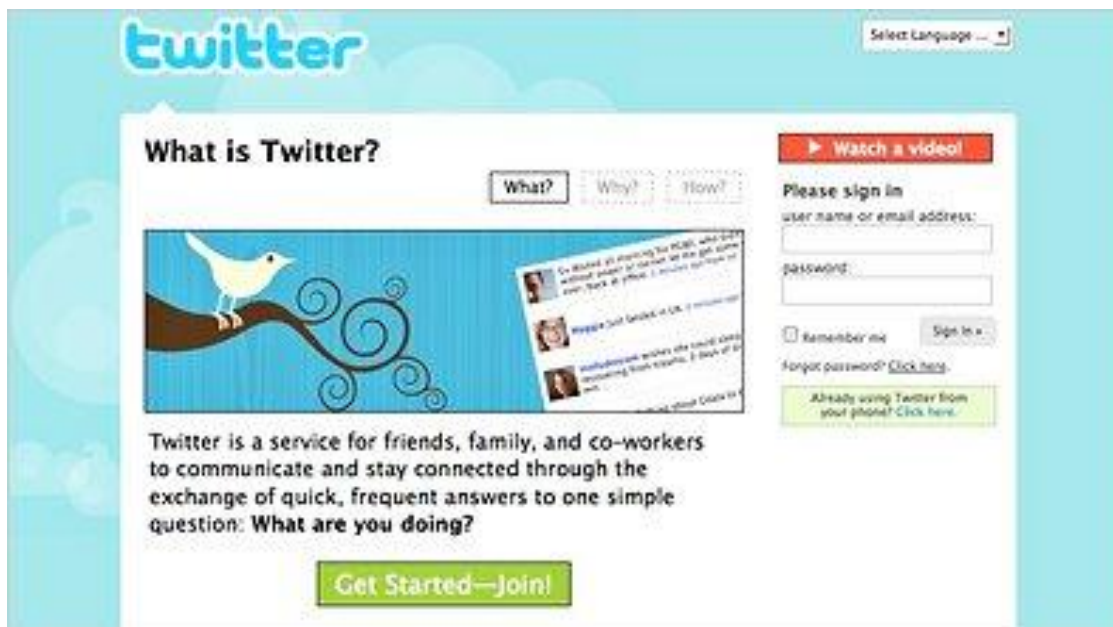 twitter
Select Language ...
What is Twitter?
What?
Why?
How?
Twitter is a service for friends, family, and co-workers
to communicate and stay connected through the
exchange of quick, frequent answers to one simple
question: What are you doing?
Get Started—Join!
Watch a video!
Please sign in
user name or email address:
password:
Remember me
Sign In »
Forgot password? Click here.
Already using Twitter from
your phone? Click here.